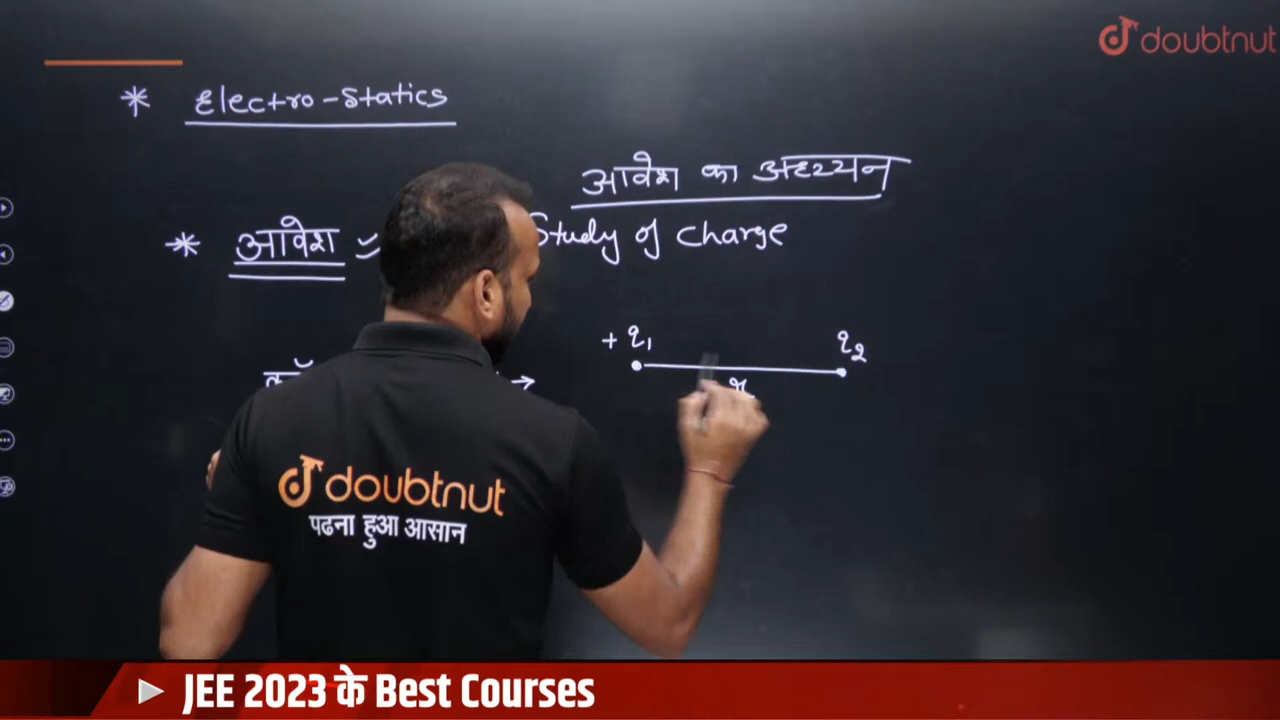 doubtnut
* Electro-Statics
आवेश का अध्ययन
* आवेश
Study of charge
+ q₁
q₂
r
doubtnut
पढना हुआ आसान
JEE 2023 के Best Courses